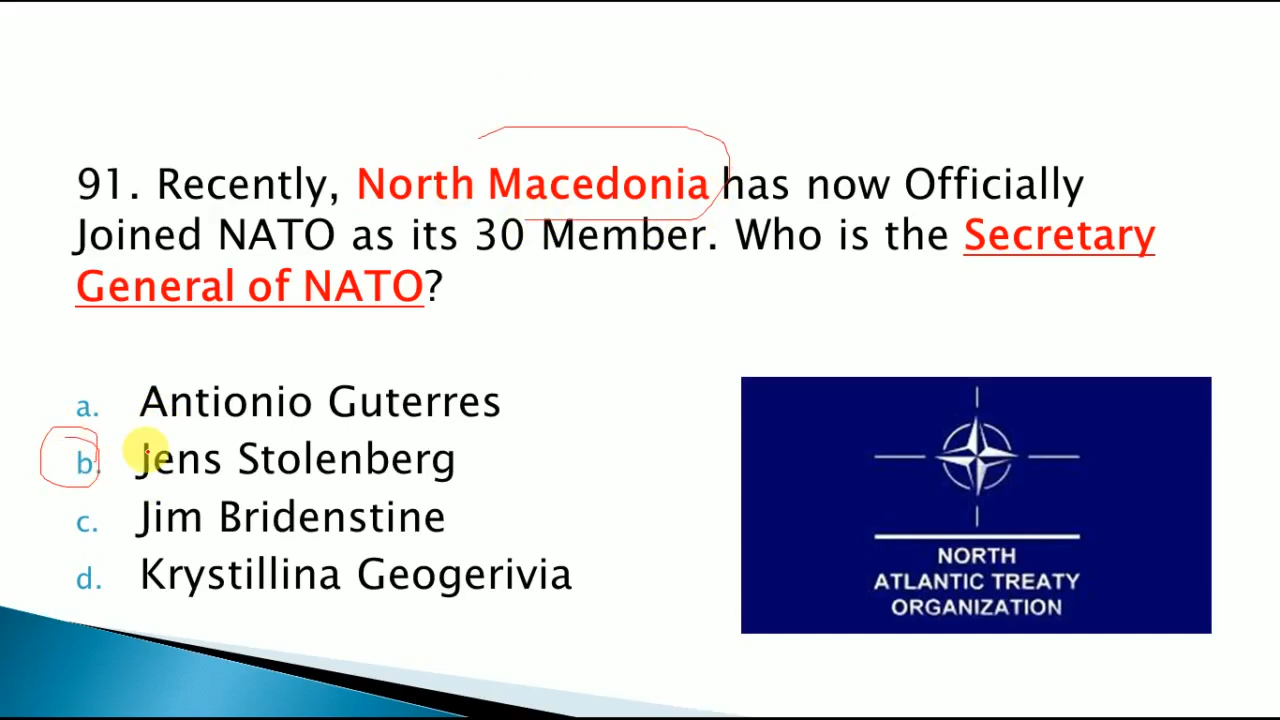 91. Recently, North Macedonia has now Officially
Joined NATO as its 30 Member. Who is the Secretary
General of NATO?
a. Antionio Guterres
b. Jens Stolenberg
c. Jim Bridenstine
d. Krystillina Geogerivia
NORTH
ATLANTIC TREATY
ORGANIZATION